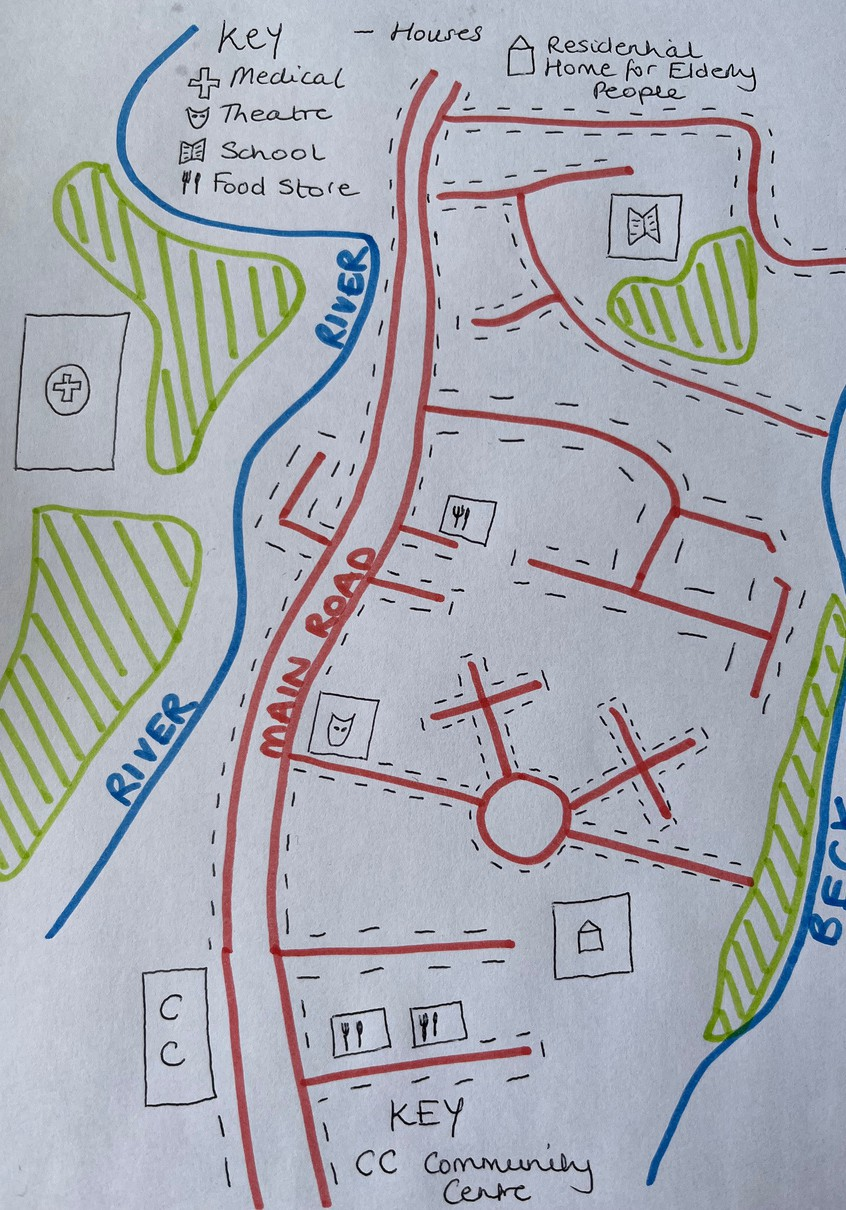 Key
Medical
Theatre
School
Food Store
- Houses
Residential
Home for Elderly
People
RIVER
MAIN ROAD
RIVER
BECK
C
C
KEY
CC Community
Centre